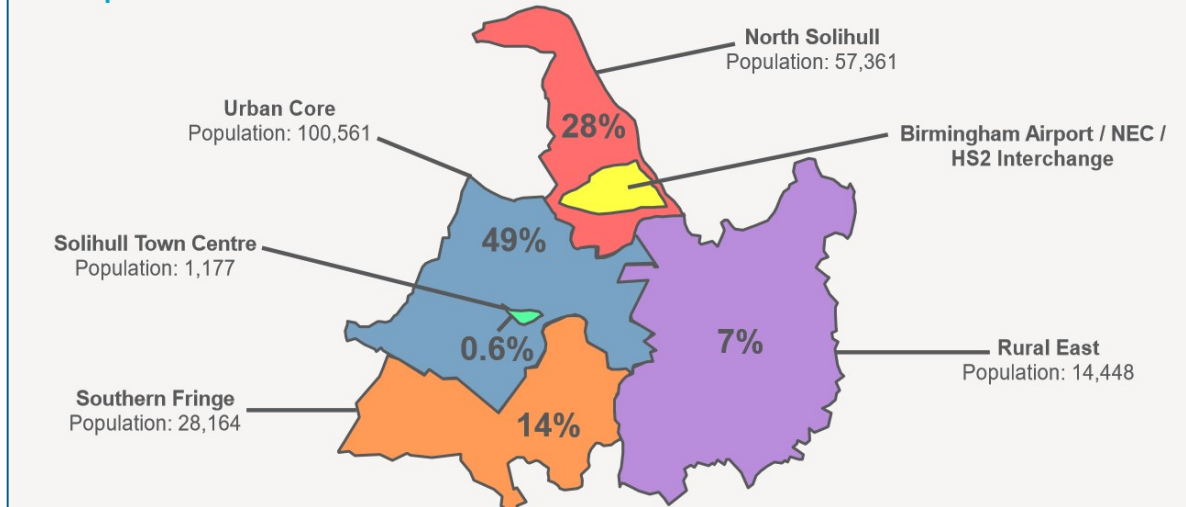 North Solihull
Population: 57,361
28%
Urban Core
Population: 100,561
Birmingham Airport / NEC /
HS2 Interchange
49%
Solihull Town Centre
Population: 1,177
0.6%
7%
Rural East
Population: 14,448
Southern Fringe
Population: 28,164
14%